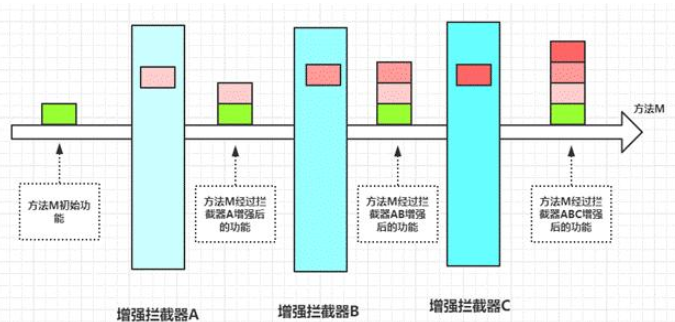 方法M
方法M初始功
能
方法M经过拦
截器A增强后
的功能
方法M经过拦
截器AB增强
后的功能
方法M经过拦
截器ABC增强
后的功能
增强拦截器A
增强拦截器B
增强拦截器C